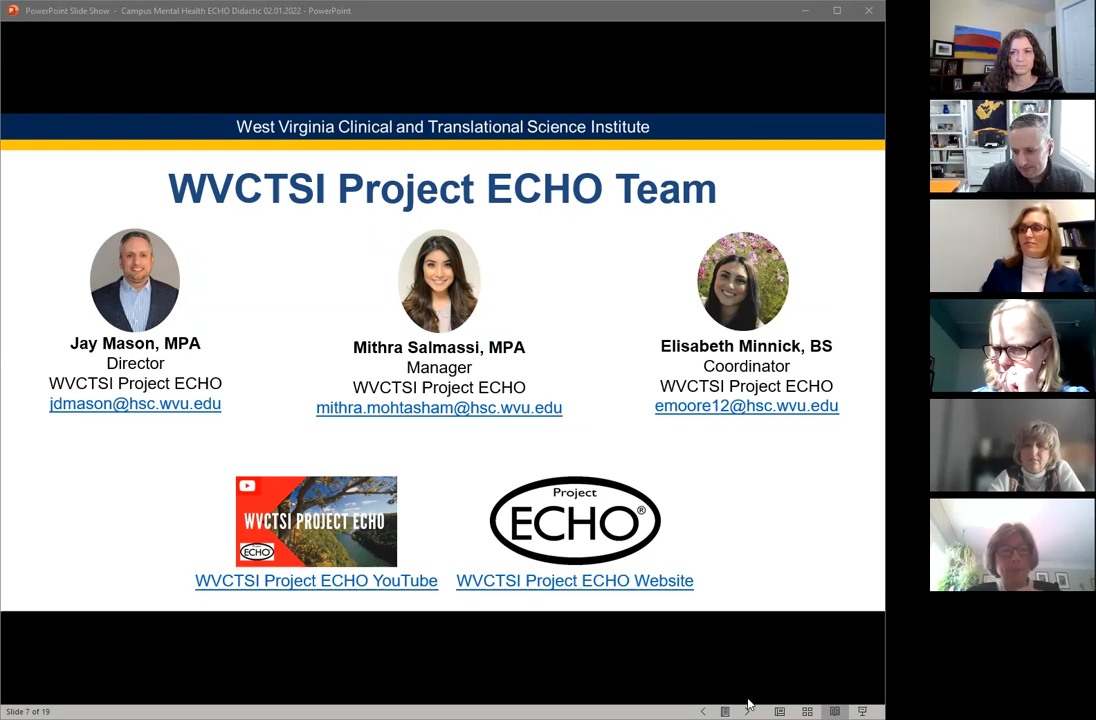 PowerPoint Slide Show - Campus Mental Health ECHO Didactic 02.01.2022 - PowerPoint
West Virginia Clinical and Translational Science Institute
WVCTSI Project ECHO Team
Jay Mason, MPA
Director
WVCTSI Project ECHO
jdmason@hsc.wvu.edu
Mithra Salmassi, MPA
Manager
WVCTSI Project ECHO
mithra.mohtasham@hsc.wvu.edu
Elisabeth Minnick, BS
Coordinator
WVCTSI Project ECHO
emoore12@hsc.wvu.edu
WVCTSI PROJECT ECHO
ECHO
WVCTSI Project ECHO YouTube
Project
ECHO®
WVCTSI Project ECHO Website
Slide 7 of 19